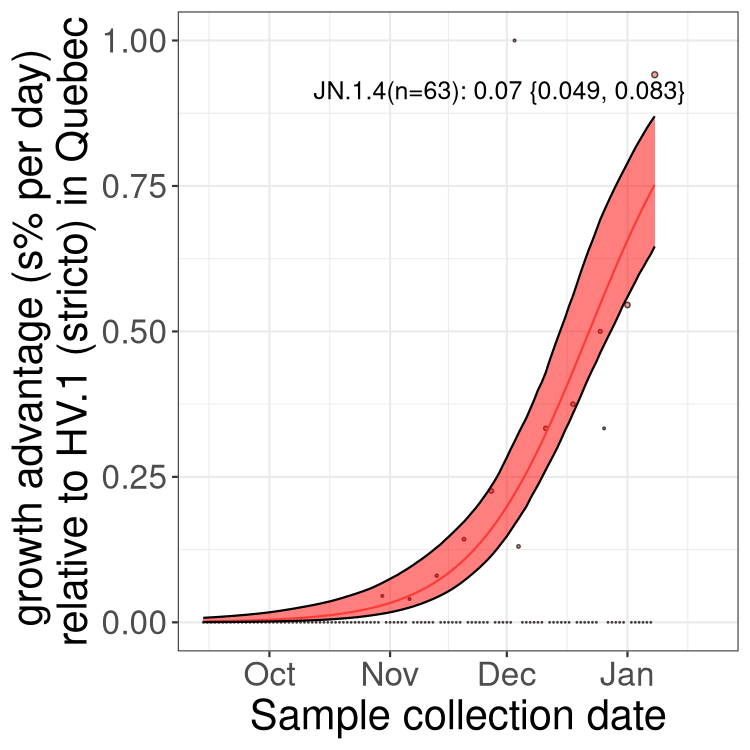 growth advantage (s% per day)
relative to HV.1 (stricto) in Quebec
1.00
JN.1.4(n=63): 0.07 {0.049, 0.083}
0.75
0.50
0.25
0.00
Oct Nov Dec Jan
Sample collection date